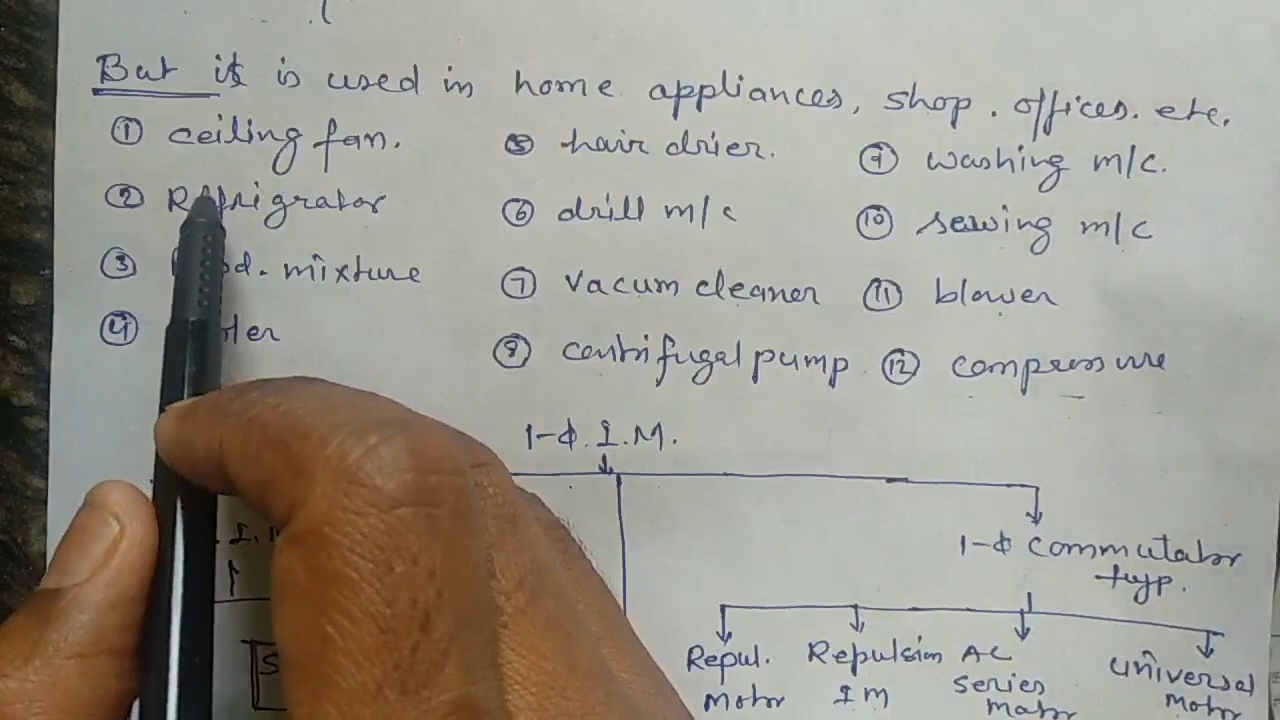 But it is used in home appliances, shop. offices. etc.
① ceiling fan.
② Refrigrator
③ mixture
④
⑤ hair drier.
⑥ drill m/c
⑦ vacum cleaner
⑧ centrifugal pump
⑨ washing m/c.
⑩ sewing m/c
⑪ blower
⑫ compressure
1-ϕ. I.M.
1-ϕ commutator
typ.
Repul.
motor
Repulsion
IM
AC
series
motor
universal
motor